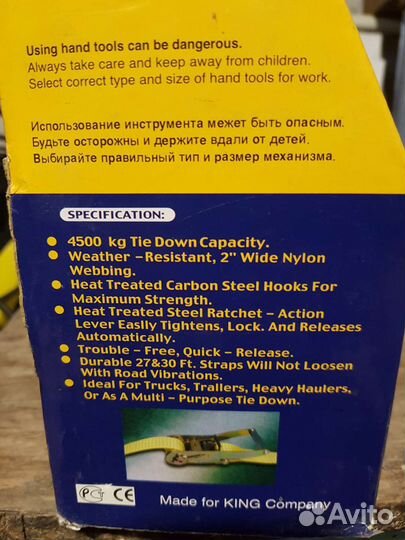 Using hand tools can be dangerous.
Always take care and keep away from children.
Select correct type and size of hand tools for work.
Использование инструмента мажет быть опасным.
Будьте осторожны и держите вдали от детей.
Выбирайте правильный тип и размер механизма.
SPECIFICATION:
4500 kg Tie Down Capacity.
Weather –Resistant, 2" Wide Nylon
Webbing.
Heat Treated Carbon Steel Hooks For
Maximum Strength.
Heat Treated Steel Ratchet – Action
Lever Easlly Tightens, Lock. And Releases
Automatically.
Trouble – Free, Quick – Release.
Durable 27&30 Ft. Straps Will Not Loosen
With Road Vibrations.
Ideal For Trucks, Trallers, Heavy Haulers,
Or As A Multi – Purpose Tie Down.
CE
Made for KING Company
Avito